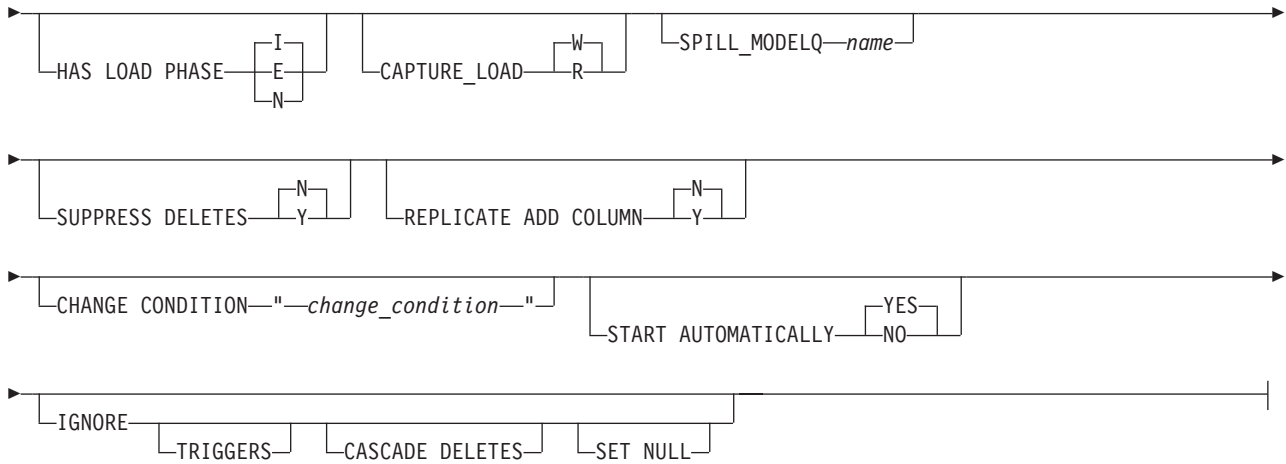 I W SPILL_MODELQ name
HAS LOAD PHASE E CAPTURE_LOAD R
N
N N
SUPPRESS DELETES Y REPLICATE ADD COLUMN Y
CHANGE CONDITION " change_condition " YES
START AUTOMATICALLY NO
IGNORE
TRIGGERS CASCADE DELETES SET NULL